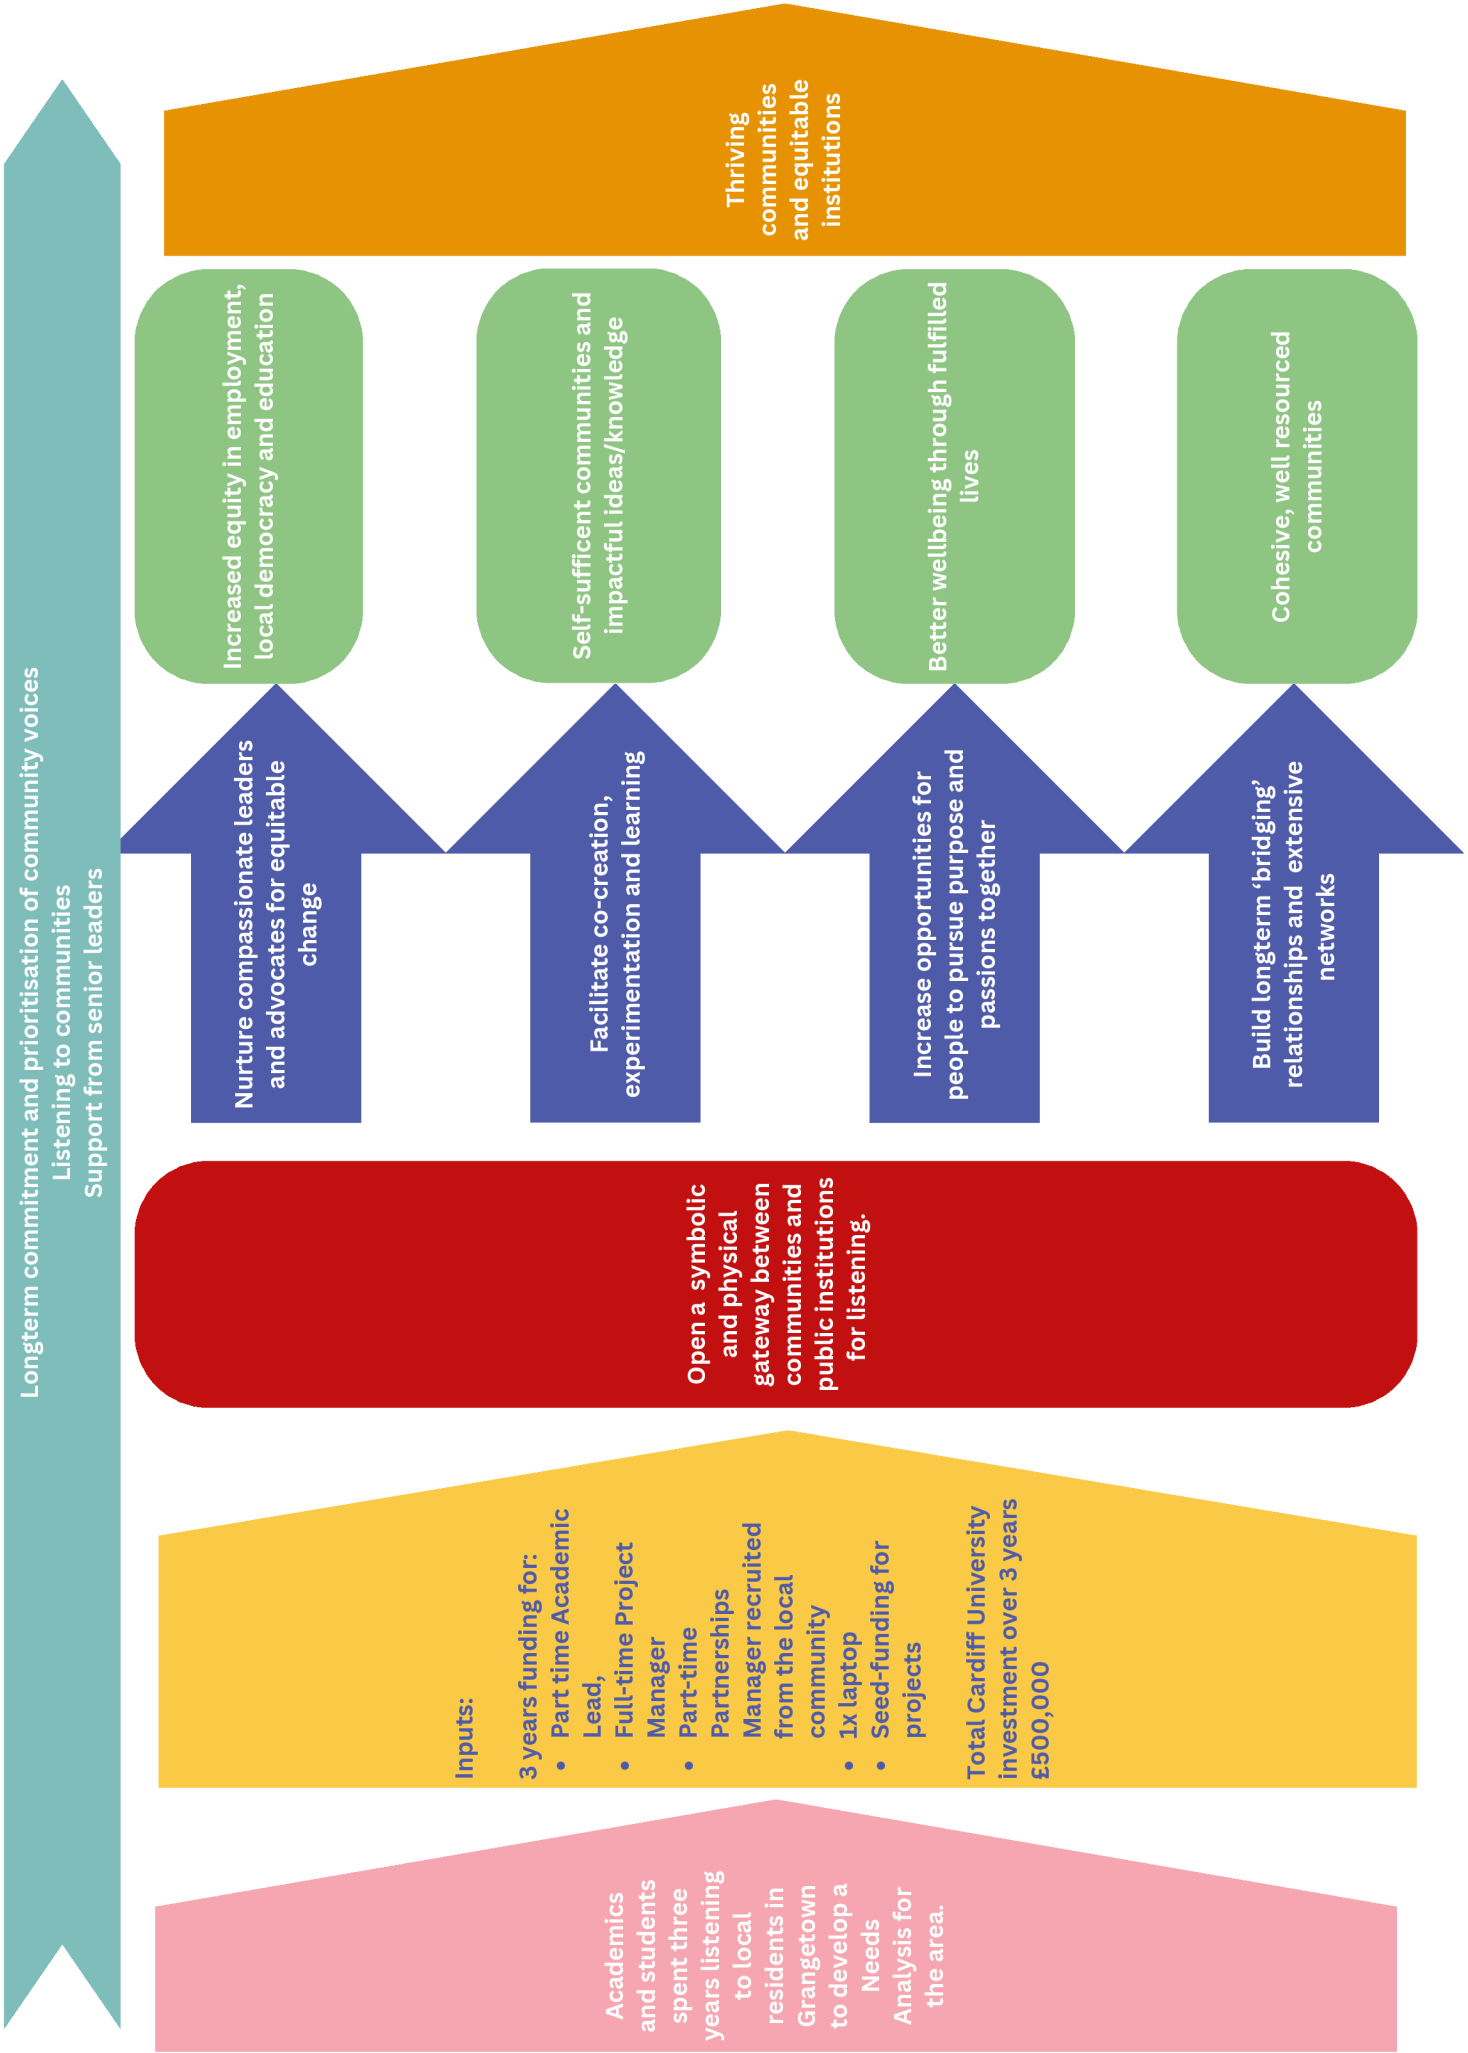 Longterm commitment and prioritisation of community voices
Listening to communities
Support from senior leaders
Academics
and students
spent three
years listening
to local
residents in
Grangetown
to develop a
Needs
Analysis for
the area.
Inputs:
3 years funding for:
• Part time Academic
Lead,
• Full-time Project
Manager
• Part-time
Partnerships
Manager recruited
from the local
community
• 1x laptop
• Seed-funding for
projects
Total Cardiff University
investment over 3 years
£500,000
Open a symbolic
and physical
gateway between
communities and
public institutions
for listening.
Nurture compassionate leaders
and advocates for equitable
change
Facilitate co-creation,
experimentation and learning
Increase opportunities for
people to pursue purpose and
passions together
Build longterm ‘bridging’
relationships and extensive
networks
Increased equity in employment,
local democracy and education
Self-sufficent communities and
impactful ideas/knowledge
Better wellbeing through fulfilled
lives
Cohesive, well resourced
communities
Thriving
communities
and equitable
institutions